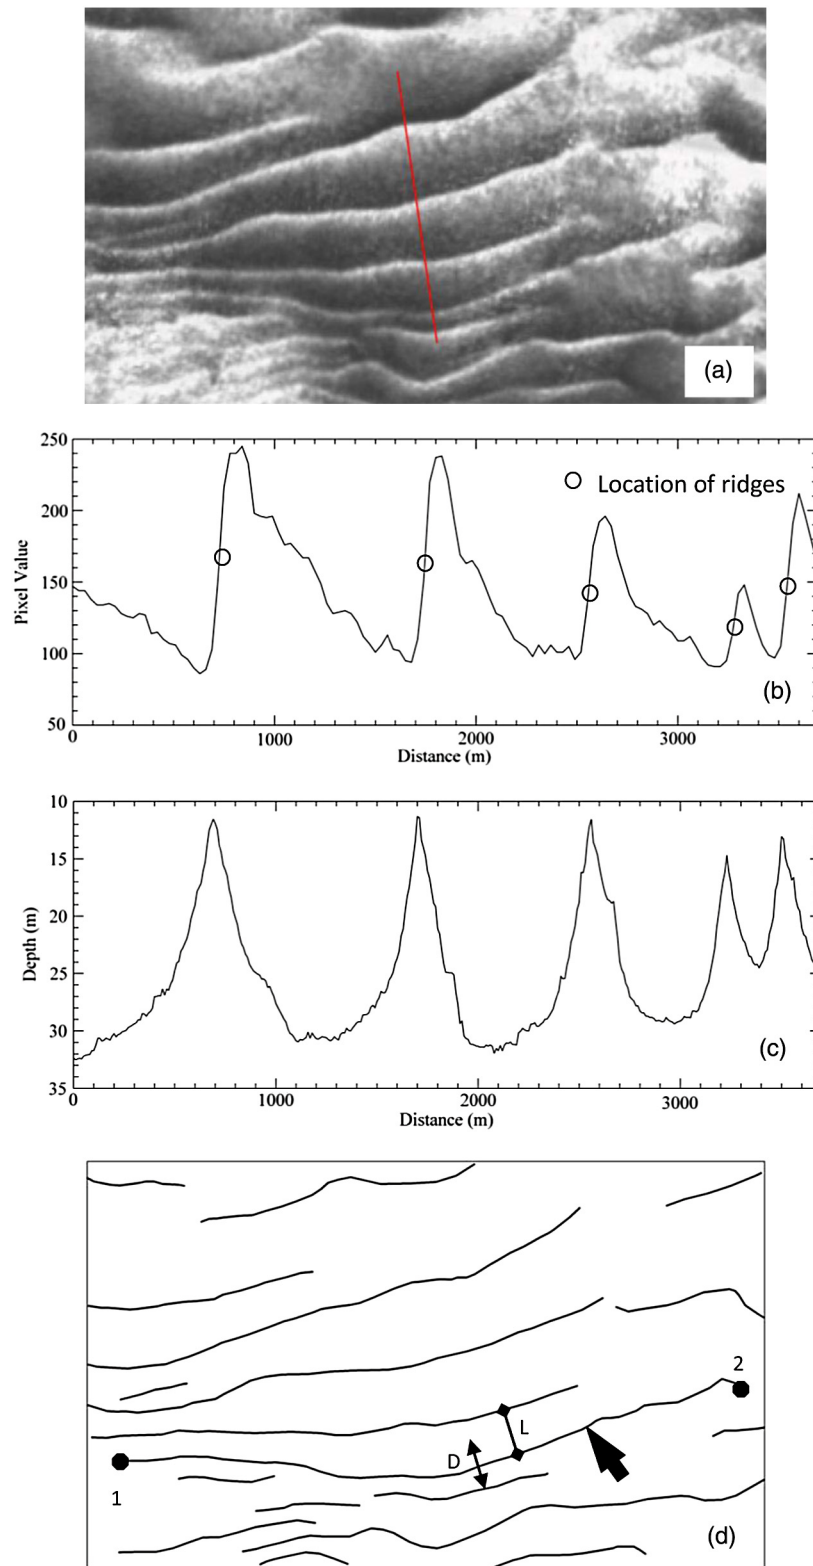 (a)
250
200
150
100
50
Pixel Value
Location of ridges
(b)
0 1000 2000 3000
Distance (m)
10
15
20
25
30
35
Depth (m)
(c)
0 1000 2000 3000
Distance (m)
2
L
D
1
(d)